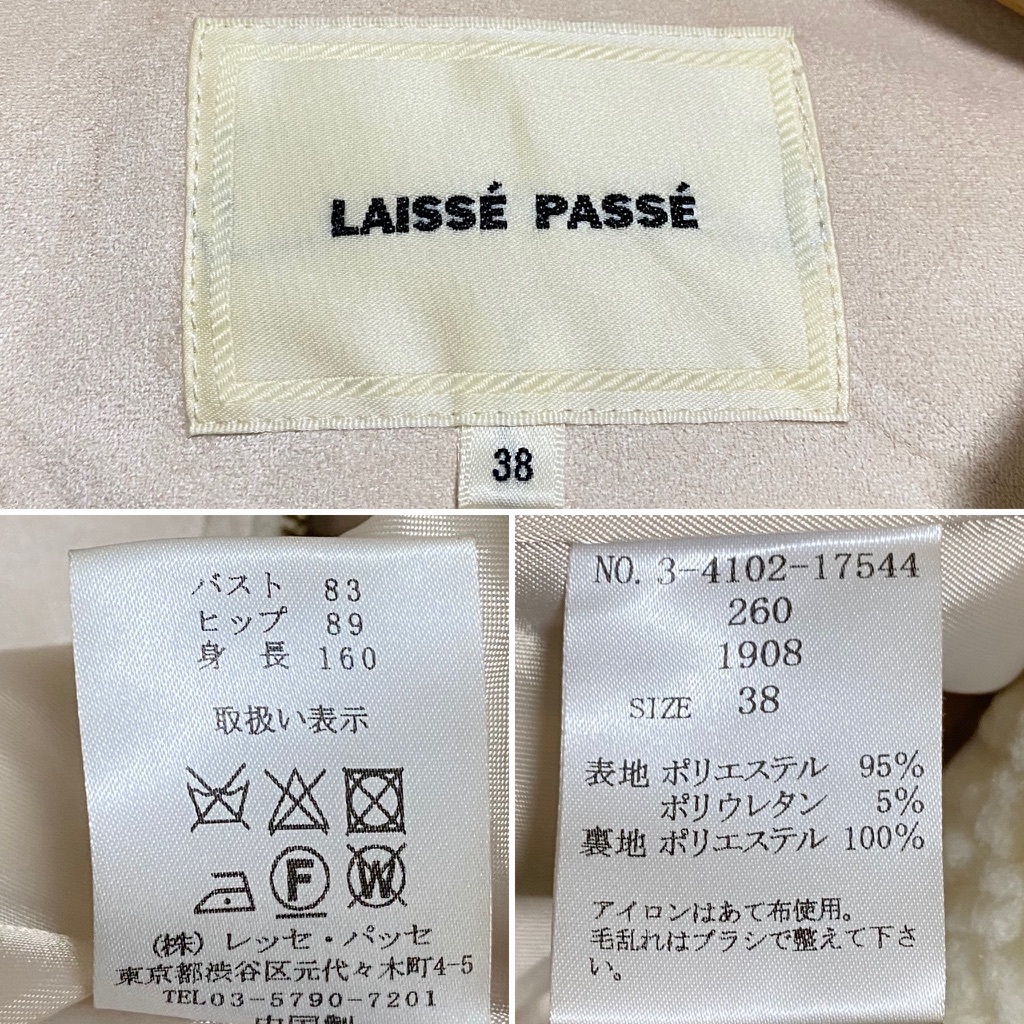 LAISSÉ PASSÉ
38
バスト 83
ヒップ 89
身 長 160
取扱い表示
F W
(株) レッセ・パッセ
東京都渋谷区元代々木町4-5
TEL03-5790-7201
中国製
NO. 3-4102-17544
260
1908
SIZE 38
表地 ポリエステル 95%
ポリウレタン 5%
裏地 ポリエステル 100%
アイロンはあて布使用。
毛乱れはブラシで整えて下さ
い。